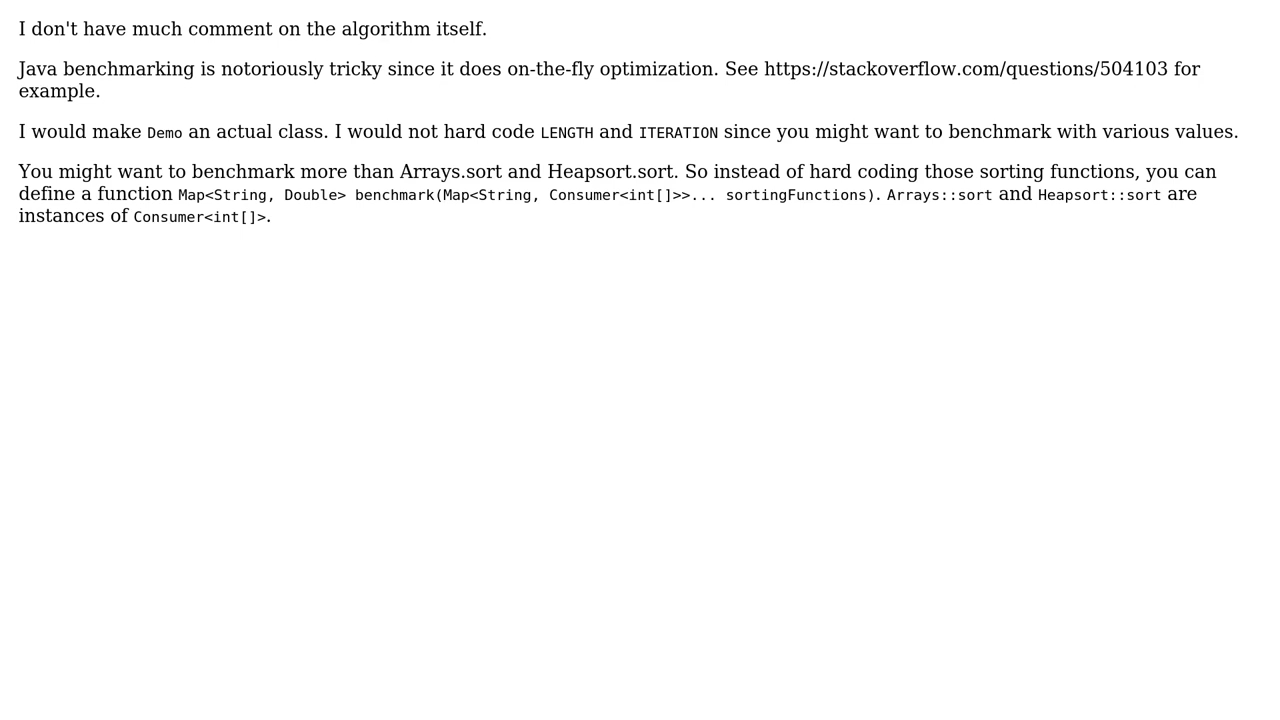 I don't have much comment on the algorithm itself.
Java benchmarking is notoriously tricky since it does on-the-fly optimization. See https://stackoverflow.com/questions/504103 for
example.
I would make Demo an actual class. I would not hard code LENGTH and ITERATION since you might want to benchmark with various values.
You might want to benchmark more than Arrays.sort and Heapsort.sort. So instead of hard coding those sorting functions, you can
define a function Map<String, Double> benchmark(Map<String, Consumer<int[]>>... sortingFunctions). Arrays::sort and Heapsort::sort are
instances of Consumer<int[]>.